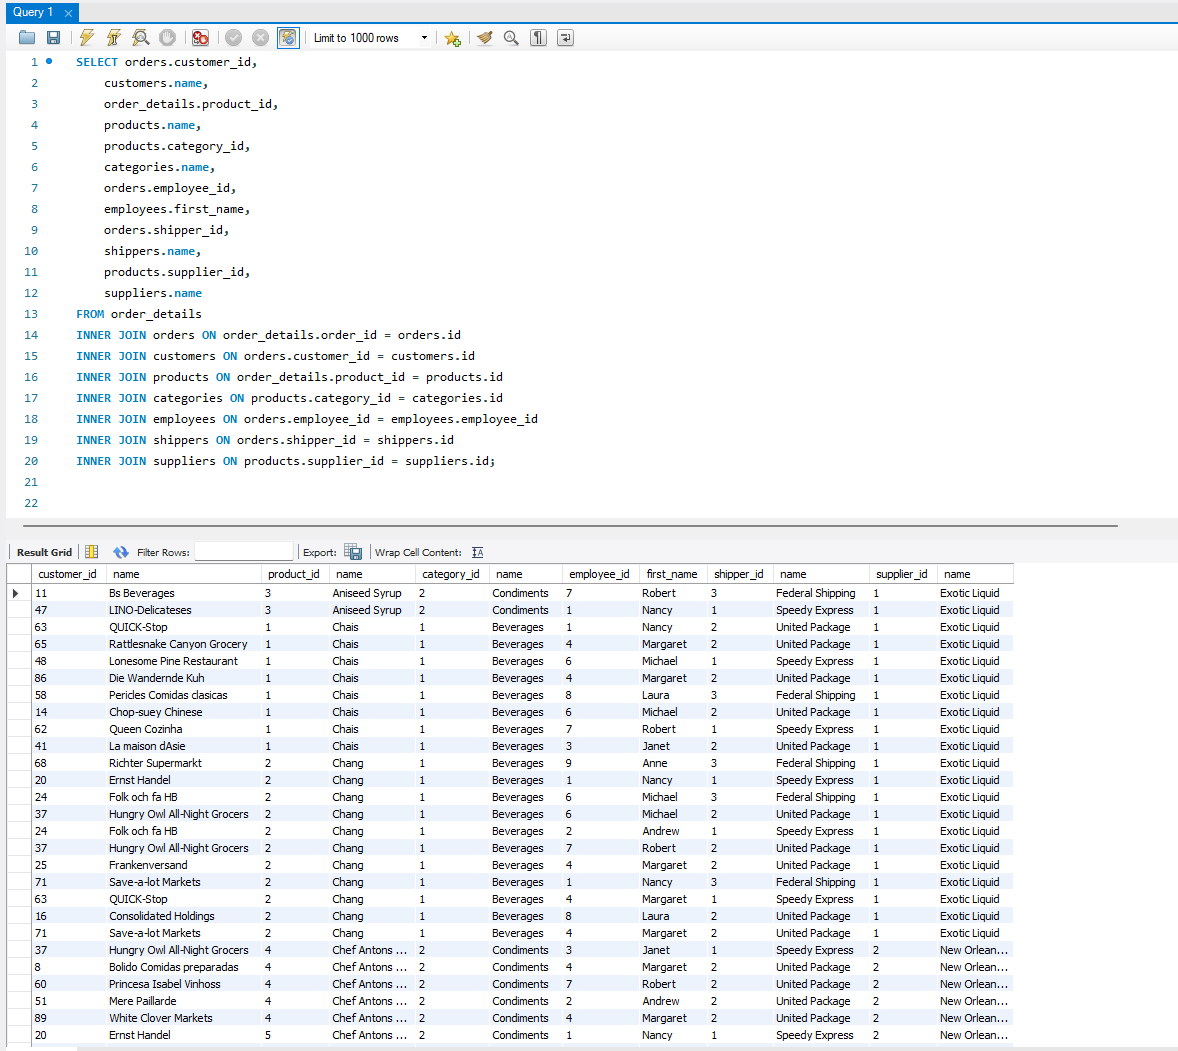 Query 1
Limit to 1000 rows
1 SELECT orders.customer_id,
2 customers.name,
3 order_details.product_id,
4 products.name,
5 products.category_id,
6 categories.name,
7 orders.employee_id,
8 employees.first_name,
9 orders.shipper_id,
10 shippers.name,
11 products.supplier_id,
12 suppliers.name
13 FROM order_details
14 INNER JOIN orders ON order_details.order_id = orders.id
15 INNER JOIN customers ON orders.customer_id = customers.id
16 INNER JOIN products ON order_details.product_id = products.id
17 INNER JOIN categories ON products.category_id = categories.id
18 INNER JOIN employees ON orders.employee_id = employees.employee_id
19 INNER JOIN shippers ON orders.shipper_id = shippers.id
20 INNER JOIN suppliers ON products.supplier_id = suppliers.id;
21
22
Result Grid Filter Rows: Export: Wrap Cell Content: IA
customer_id name product_id name category_id name employee_id first_name shipper_id name supplier_id name
11 Bs Beverages 3 Aniseed Syrup 2 Condiments 7 Robert 3 Federal Shipping 1 Exotic Liquid
47 LINO-Delicateses 3 Aniseed Syrup 2 Condiments 1 Nancy 1 Speedy Express 1 Exotic Liquid
63 QUICK-Stop 1 Chais 1 Beverages 1 Nancy 2 United Package 1 Exotic Liquid
65 Rattlesnake Canyon Grocery 1 Chais 1 Beverages 4 Margaret 2 United Package 1 Exotic Liquid
48 Lonesome Pine Restaurant 1 Chais 1 Beverages 6 Michael 1 Speedy Express 1 Exotic Liquid
86 Die Wandernde Kuh 1 Chais 1 Beverages 4 Margaret 2 United Package 1 Exotic Liquid
58 Pericles Comidas clasicas 1 Chais 1 Beverages 8 Laura 3 Federal Shipping 1 Exotic Liquid
14 Chop-suey Chinese 1 Chais 1 Beverages 6 Michael 2 United Package 1 Exotic Liquid
62 Queen Cozinha 1 Chais 1 Beverages 7 Robert 1 Speedy Express 1 Exotic Liquid
41 La maison dAsie 1 Chais 1 Beverages 3 Janet 2 United Package 1 Exotic Liquid
68 Richter Supermarkt 2 Chang 1 Beverages 9 Anne 3 Federal Shipping 1 Exotic Liquid
20 Ernst Handel 2 Chang 1 Beverages 1 Nancy 1 Speedy Express 1 Exotic Liquid
24 Folk och fa HB 2 Chang 1 Beverages 6 Michael 3 Federal Shipping 1 Exotic Liquid
37 Hungry Owl All-Night Grocers 2 Chang 1 Beverages 6 Michael 2 United Package 1 Exotic Liquid
24 Folk och fa HB 2 Chang 1 Beverages 2 Andrew 1 Speedy Express 1 Exotic Liquid
37 Hungry Owl All-Night Grocers 2 Chang 1 Beverages 7 Robert 2 United Package 1 Exotic Liquid
25 Frankenversand 2 Chang 1 Beverages 4 Margaret 2 United Package 1 Exotic Liquid
71 Save-a-lot Markets 2 Chang 1 Beverages 1 Nancy 3 Federal Shipping 1 Exotic Liquid
63 QUICK-Stop 2 Chang 1 Beverages 4 Margaret 1 Speedy Express 1 Exotic Liquid
16 Consolidated Holdings 2 Chang 1 Beverages 8 Laura 2 United Package 1 Exotic Liquid
71 Save-a-lot Markets 2 Chang 1 Beverages 4 Margaret 2 United Package 1 Exotic Liquid
37 Hungry Owl All-Night Grocers 4 Chef Antons ... 2 Condiments 3 Janet 1 Speedy Express 2 New Orlean...
8 Bolido Comidas preparadas 4 Chef Antons ... 2 Condiments 4 Margaret 2 United Package 2 New Orlean...
60 Princesa Isabel Vinhoss 4 Chef Antons ... 2 Condiments 7 Robert 2 United Package 2 New Orlean...
51 Mere Paillarde 4 Chef Antons ... 2 Condiments 2 Andrew 2 United Package 2 New Orlean...
89 White Clover Markets 4 Chef Antons ... 2 Condiments 4 Margaret 2 United Package 2 New Orlean...
20 Ernst Handel 5 Chef Antons ... 2 Condiments 1 Nancy 1 Speedy Express 2 New Orlean...